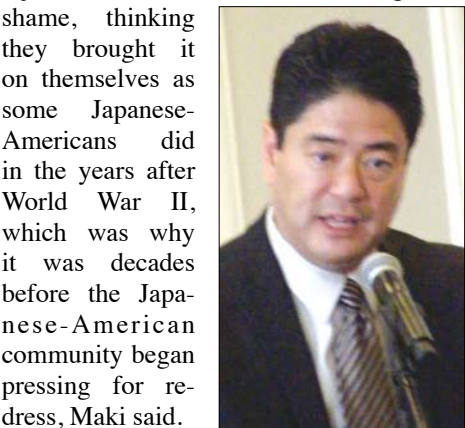 shame, thinking
they brought it
on themselves as
some Japanese-
Americans did
in the years after
World War II,
which was why
it was decades
before the Japa-
nese-American
community began
pressing for re-
dress, Maki said.